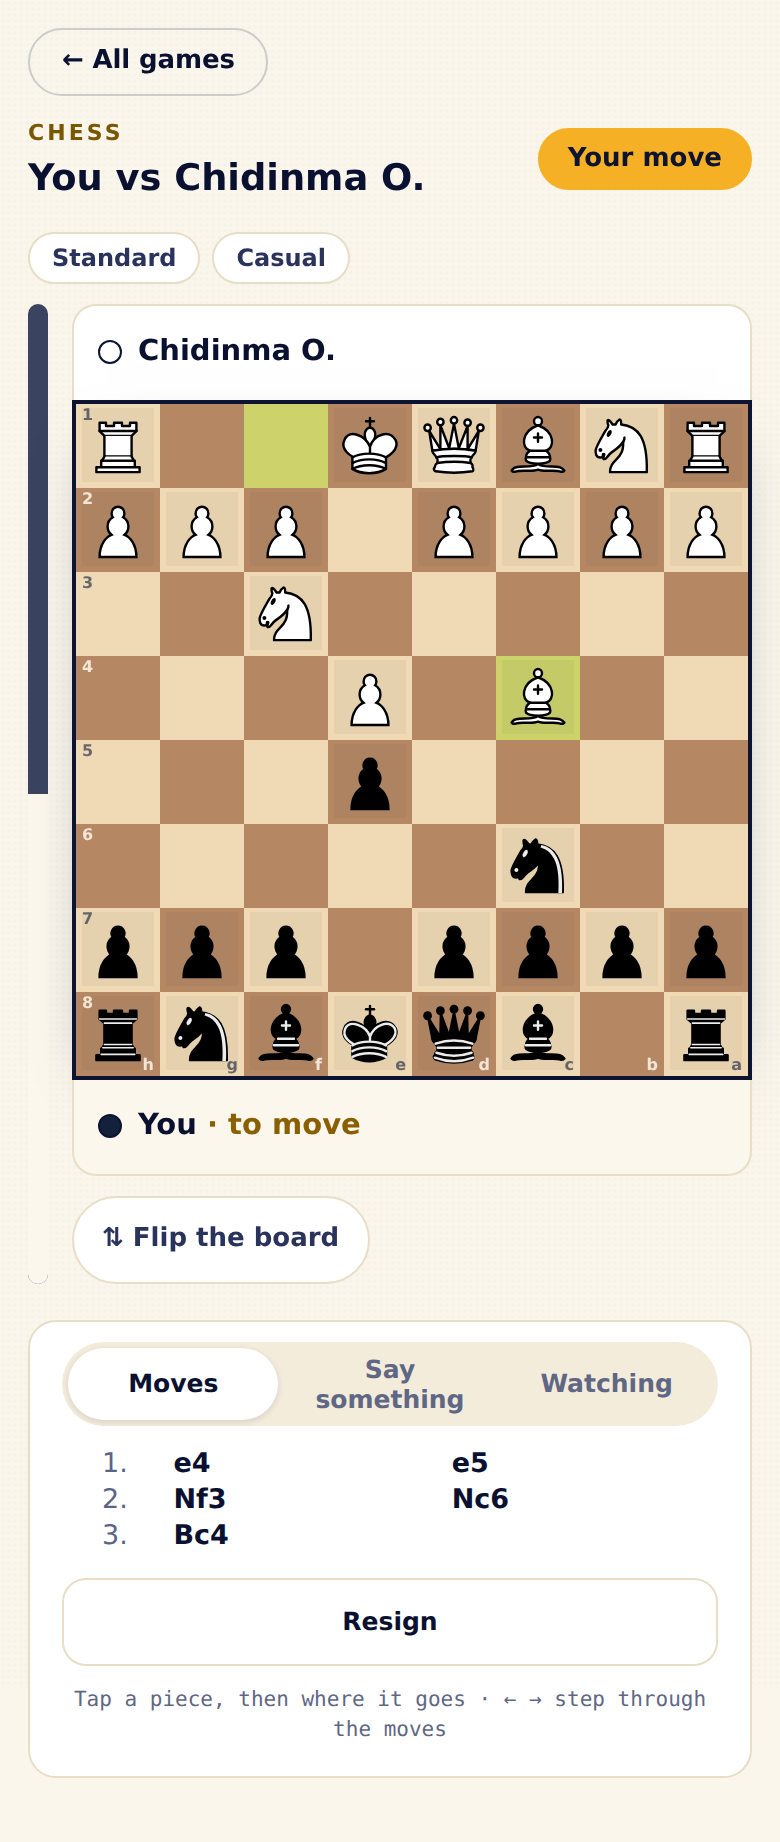 ← All games
CHESS
You vs Chidinma O.
Your move
Standard Casual
Chidinma O.
1
2
3
4
5
6
7
8
h g f e d c b a
You · to move
⇅ Flip the board
Moves
Say
something
Watching
1. e4 e5
2. Nf3 Nc6
3. Bc4
Resign
Tap a piece, then where it goes · ← → step through
the moves